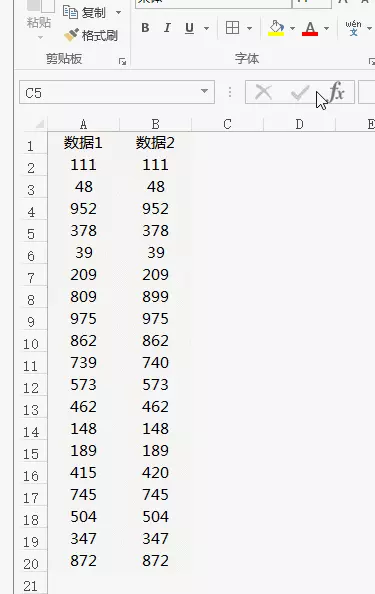 粘贴
复制
格式刷
B I U A wén
剪贴板 字体
C5 fx
A B C D E
1 数据1 数据2
2 111 111
3 48 48
4 952 952
5 378 378
6 39 39
7 209 209
8 809 899
9 975 975
10 862 862
11 739 740
12 573 573
13 462 462
14 148 148
15 189 189
16 415 420
17 745 745
18 504 504
19 347 347
20 872 872
21